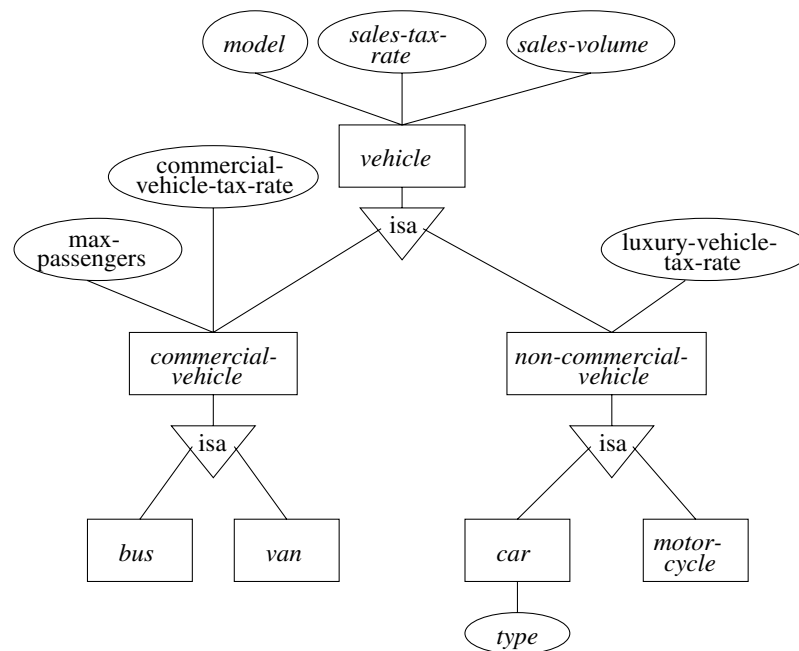 model
sales-tax-
rate
sales-volume
vehicle
commercial-
vehicle-tax-rate
isa
max-
passengers
luxury-vehicle-
tax-rate
commercial-
vehicle
non-commercial-
vehicle
isa
isa
bus
van
car
motor-
cycle
type